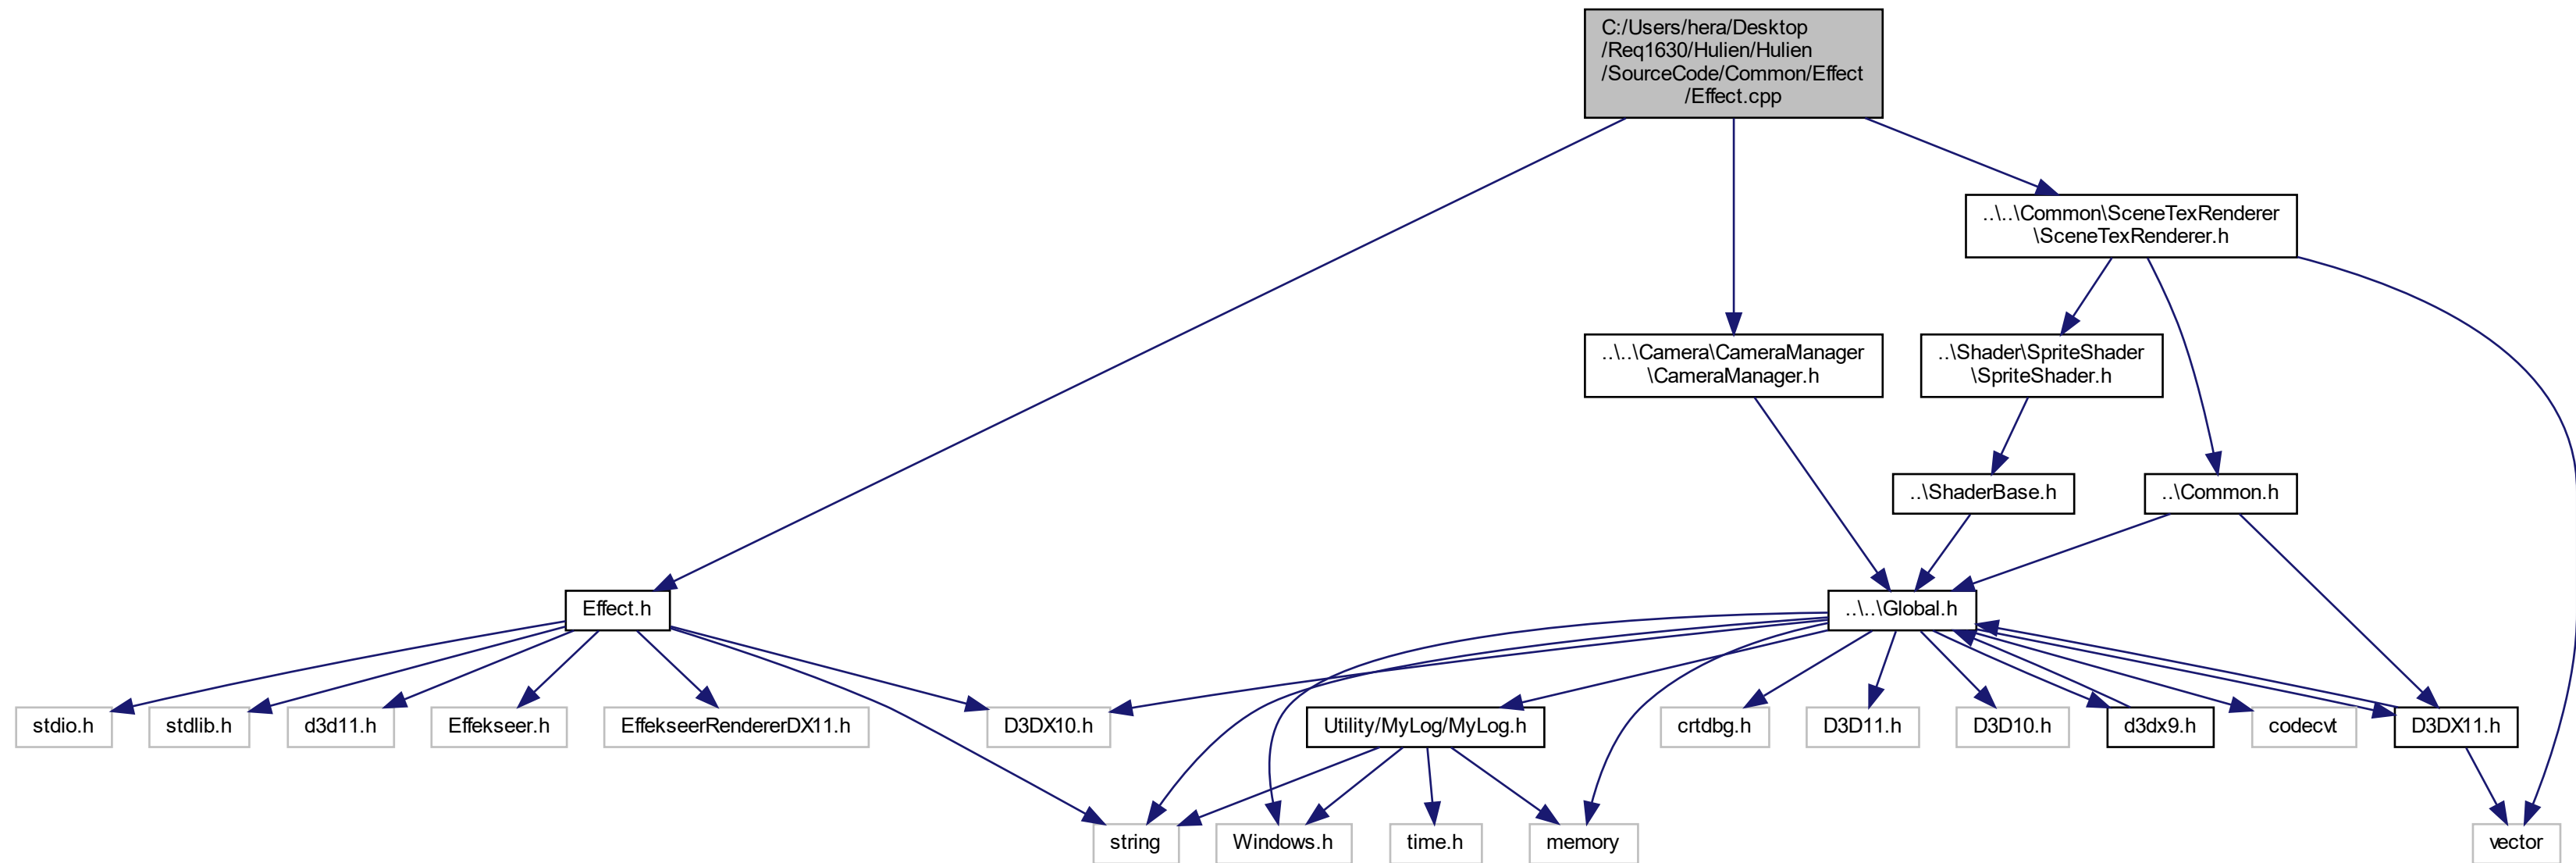 C:/Users/hera/Desktop
/Req1630/Hulien/Hulien
/SourceCode/Common/Effect
/Effect.cpp
..\..\Common\SceneTexRenderer
\SceneTexRenderer.h
..\..\Camera\CameraManager
\CameraManager.h
..\Shader\SpriteShader
\SpriteShader.h
..\ShaderBase.h
..\Common.h
Effect.h
..\..\Global.h
stdio.h
stdlib.h
d3d11.h
Effekseer.h
EffekseerRendererDX11.h
D3DX10.h
Utility/MyLog/MyLog.h
crtdbg.h
D3D11.h
D3D10.h
d3dx9.h
codecvt
D3DX11.h
string
Windows.h
time.h
memory
vector